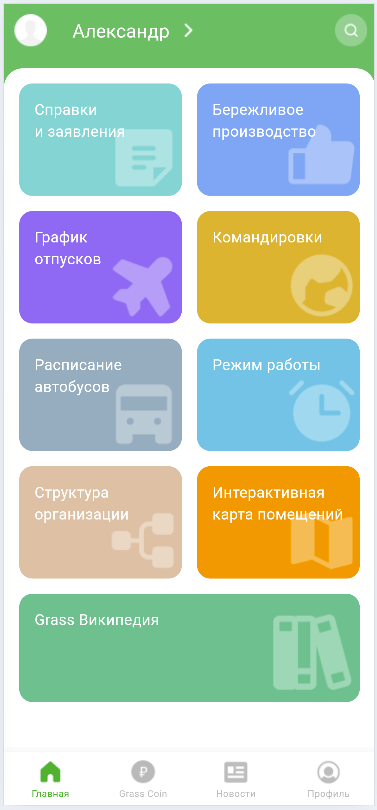 Александр
Справки
и заявления
Бережливое
производство
График
отпусков
Командировки
Расписание
автобусов
Режим работы
Структура
организации
Интерактивная
карта помещений
Grass Википедия
Главная
Grass Coin
Новости
Профиль